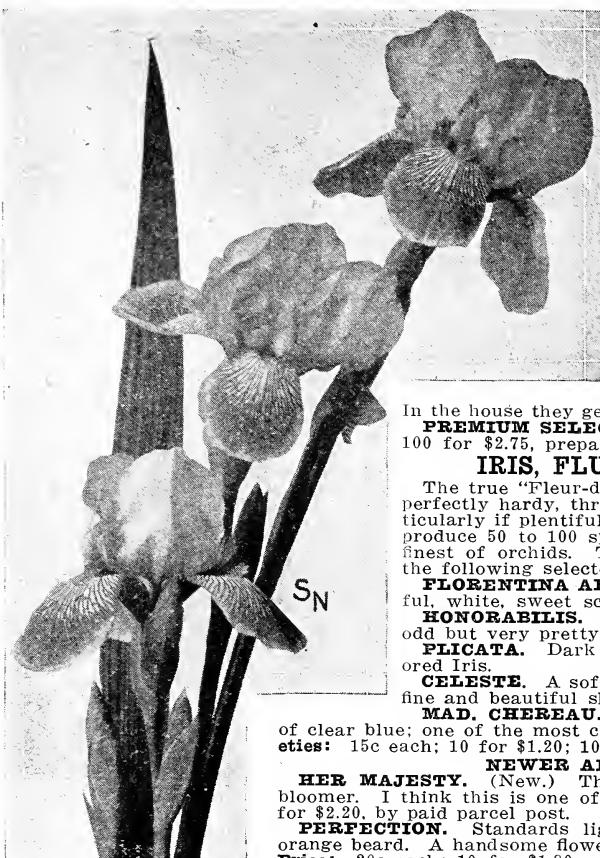 In the house they ge
PREMIUM SELE
100 for $2.75, prepa
IRIS, FLU
The true "Fleur-d
perfectly hardy, thr
ticularly if plentiful
produce 50 to 100 s
finest of orchids.
the following select
FLORENTINA A
ful, white, sweet sc
HONORABILIS.
odd but very pretty
PLICATA. Dark
ored Iris.
CELESTE. A sof
fine and beautiful s
MAD. CHEREAU.
of clear blue; one of the most c
eties: 15c each; 10 for $1.20; 10
NEWER A
HER MAJESTY. (New.) Th
bloomer. I think this is one of
for $2.20, by paid parcel post.
PERFECTION. Standards lig
orange beard. A handsome flowe
SN